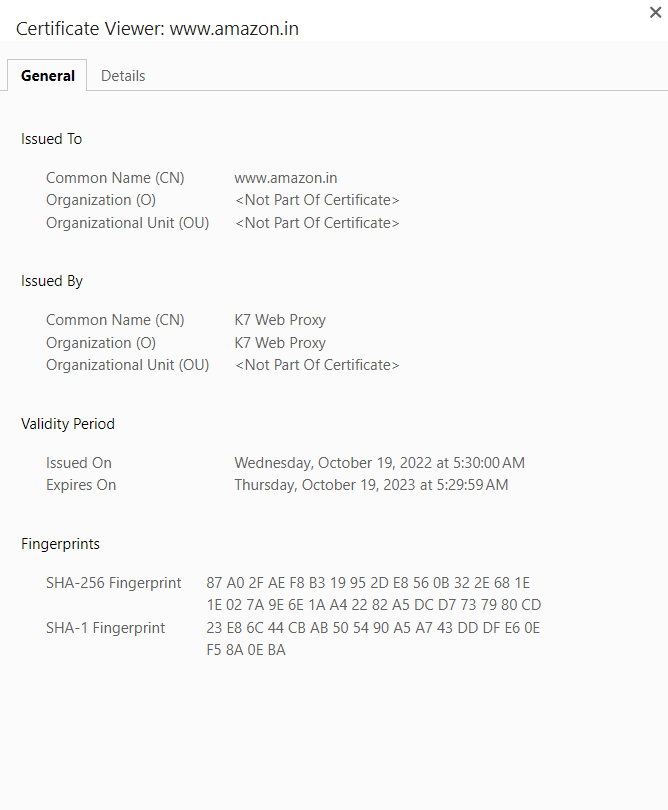 Certificate Viewer: www.amazon.in
General Details
Issued To
Common Name (CN) www.amazon.in
Organization (O) <Not Part Of Certificate>
Organizational Unit (OU) <Not Part Of Certificate>
Issued By
Common Name (CN) K7 Web Proxy
Organization (O) K7 Web Proxy
Organizational Unit (OU) <Not Part Of Certificate>
Validity Period
Issued On Wednesday, October 19, 2022 at 5:30:00 AM
Expires On Thursday, October 19, 2023 at 5:29:59 AM
Fingerprints
SHA-256 Fingerprint 87 A0 2F AE F8 B3 19 95 2D E8 56 0B 32 2E 68 1E
1E 02 7A 9E 6E 1A A4 22 82 A5 DC D7 73 79 80 CD
SHA-1 Fingerprint 23 E8 6C 44 CB AB 50 54 90 A5 A7 43 DD DF E6 0E
F5 8A 0E BA